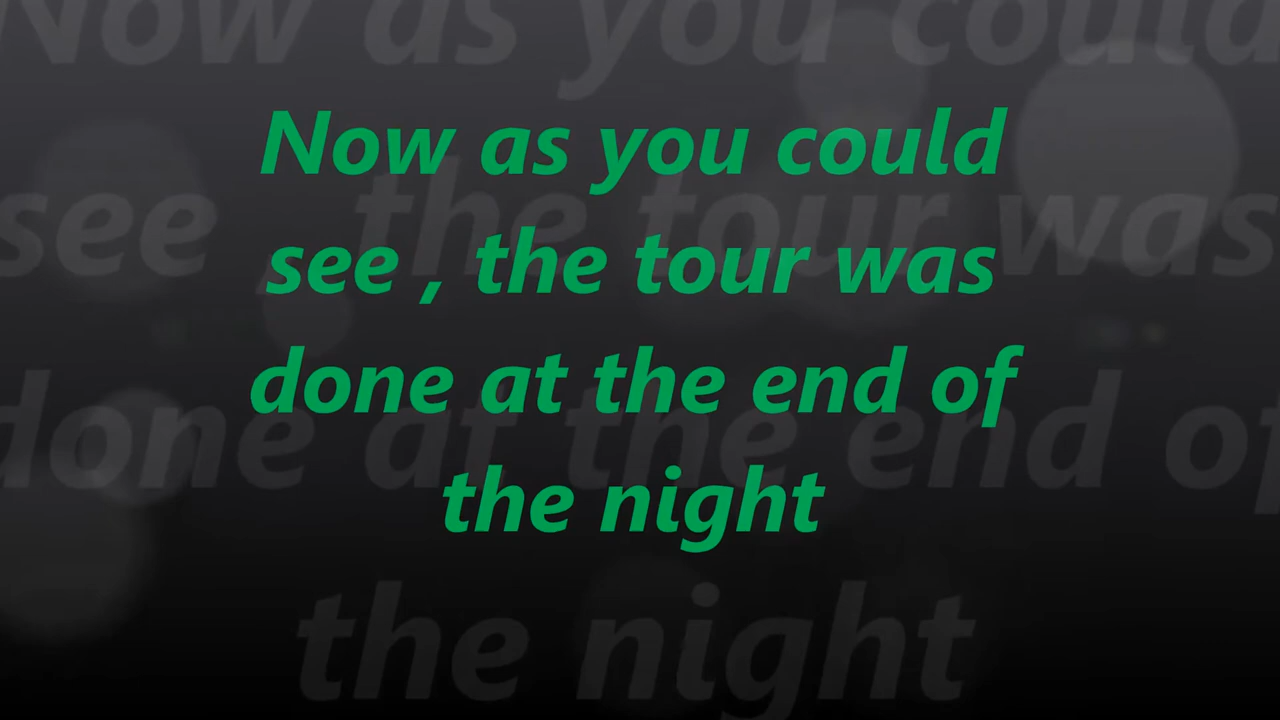 Now as you could
see , the tour was
done at the end of
the night